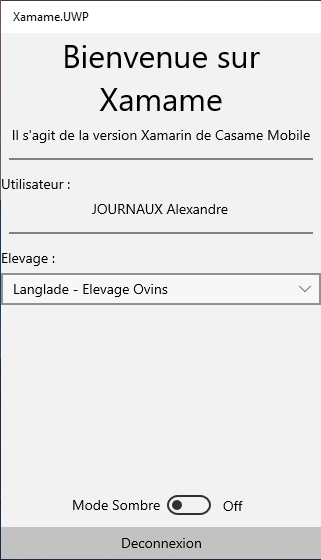 Xamame.UWP
Bienvenue sur
Xamame
Il s'agit de la version Xamarin de Casame Mobile
Utilisateur :
JOURNAUX Alexandre
Elevage :
Langlade - Elevage Ovins
Mode Sombre Off
Deconnexion